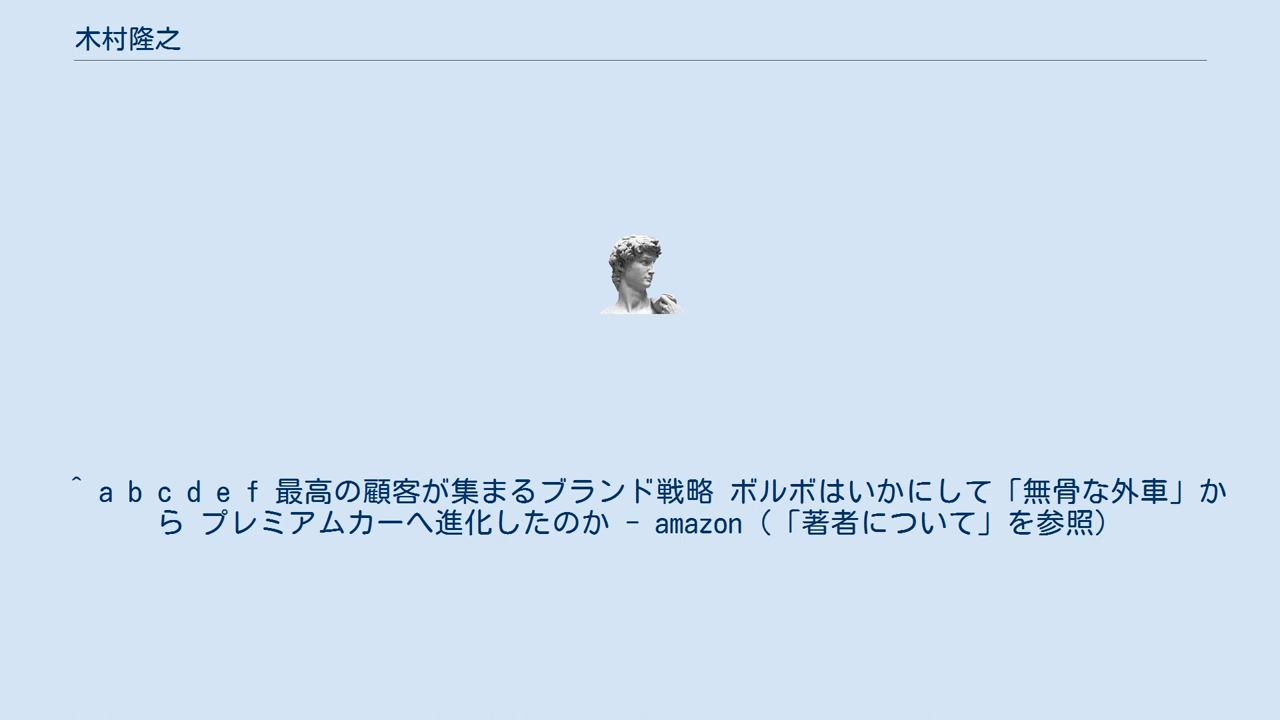 木村隆之
^ a b c d e f 最高の顧客が集まるブランド戦略 ボルボはいかにして「無骨な外車」か
ら プレミアムカーへ進化したのか - amazon（「著者について」を参照）